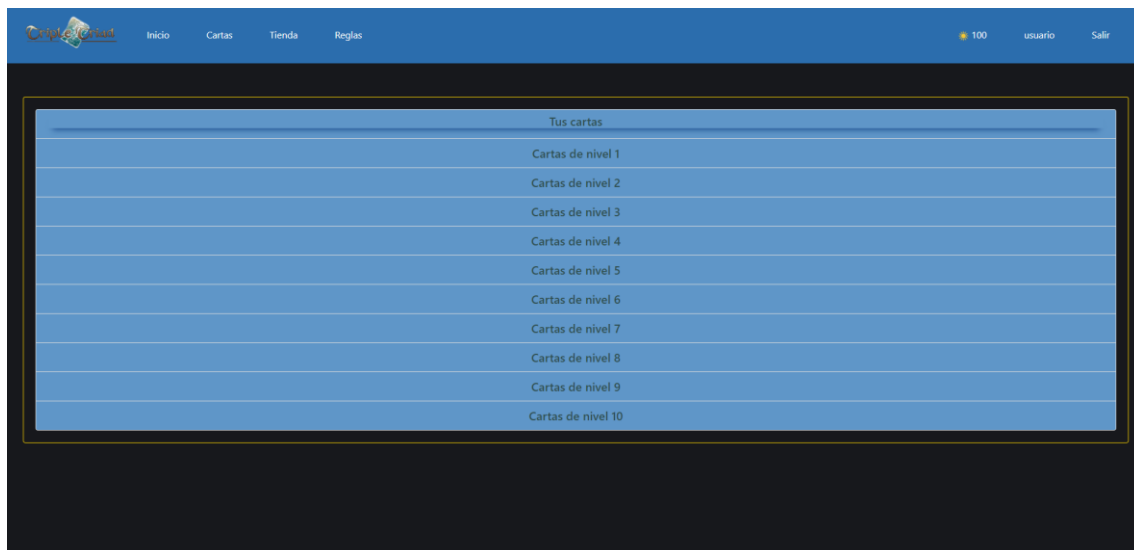 Triple Triad
Inicio Cartas Tienda Reglas 100 usuario Salir
Tus cartas
Cartas de nivel 1
Cartas de nivel 2
Cartas de nivel 3
Cartas de nivel 4
Cartas de nivel 5
Cartas de nivel 6
Cartas de nivel 7
Cartas de nivel 8
Cartas de nivel 9
Cartas de nivel 10